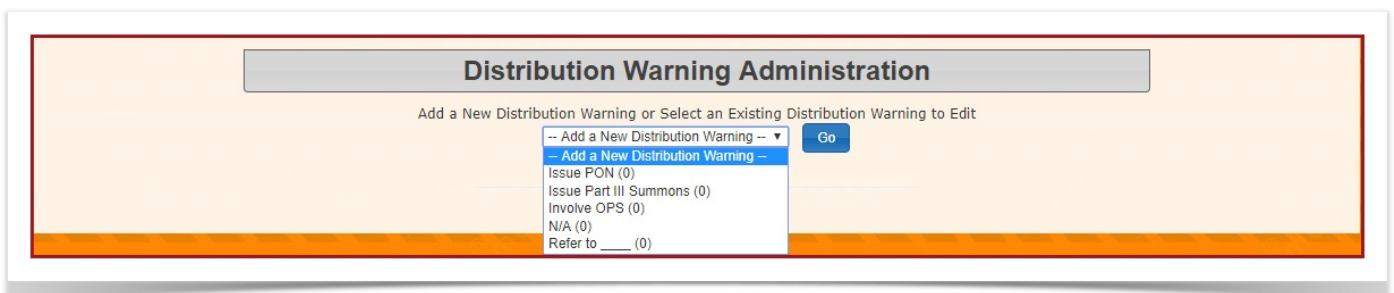 Distribution Warning Administration
Add a New Distribution Warning or Select an Existing Distribution Warning to Edit
-- Add a New Distribution Warning -- Go
-- Add a New Distribution Warning --
Issue PON (0)
Issue Part III Summons (0)
Involve OPS (0)
N/A (0)
Refer to ____ (0)